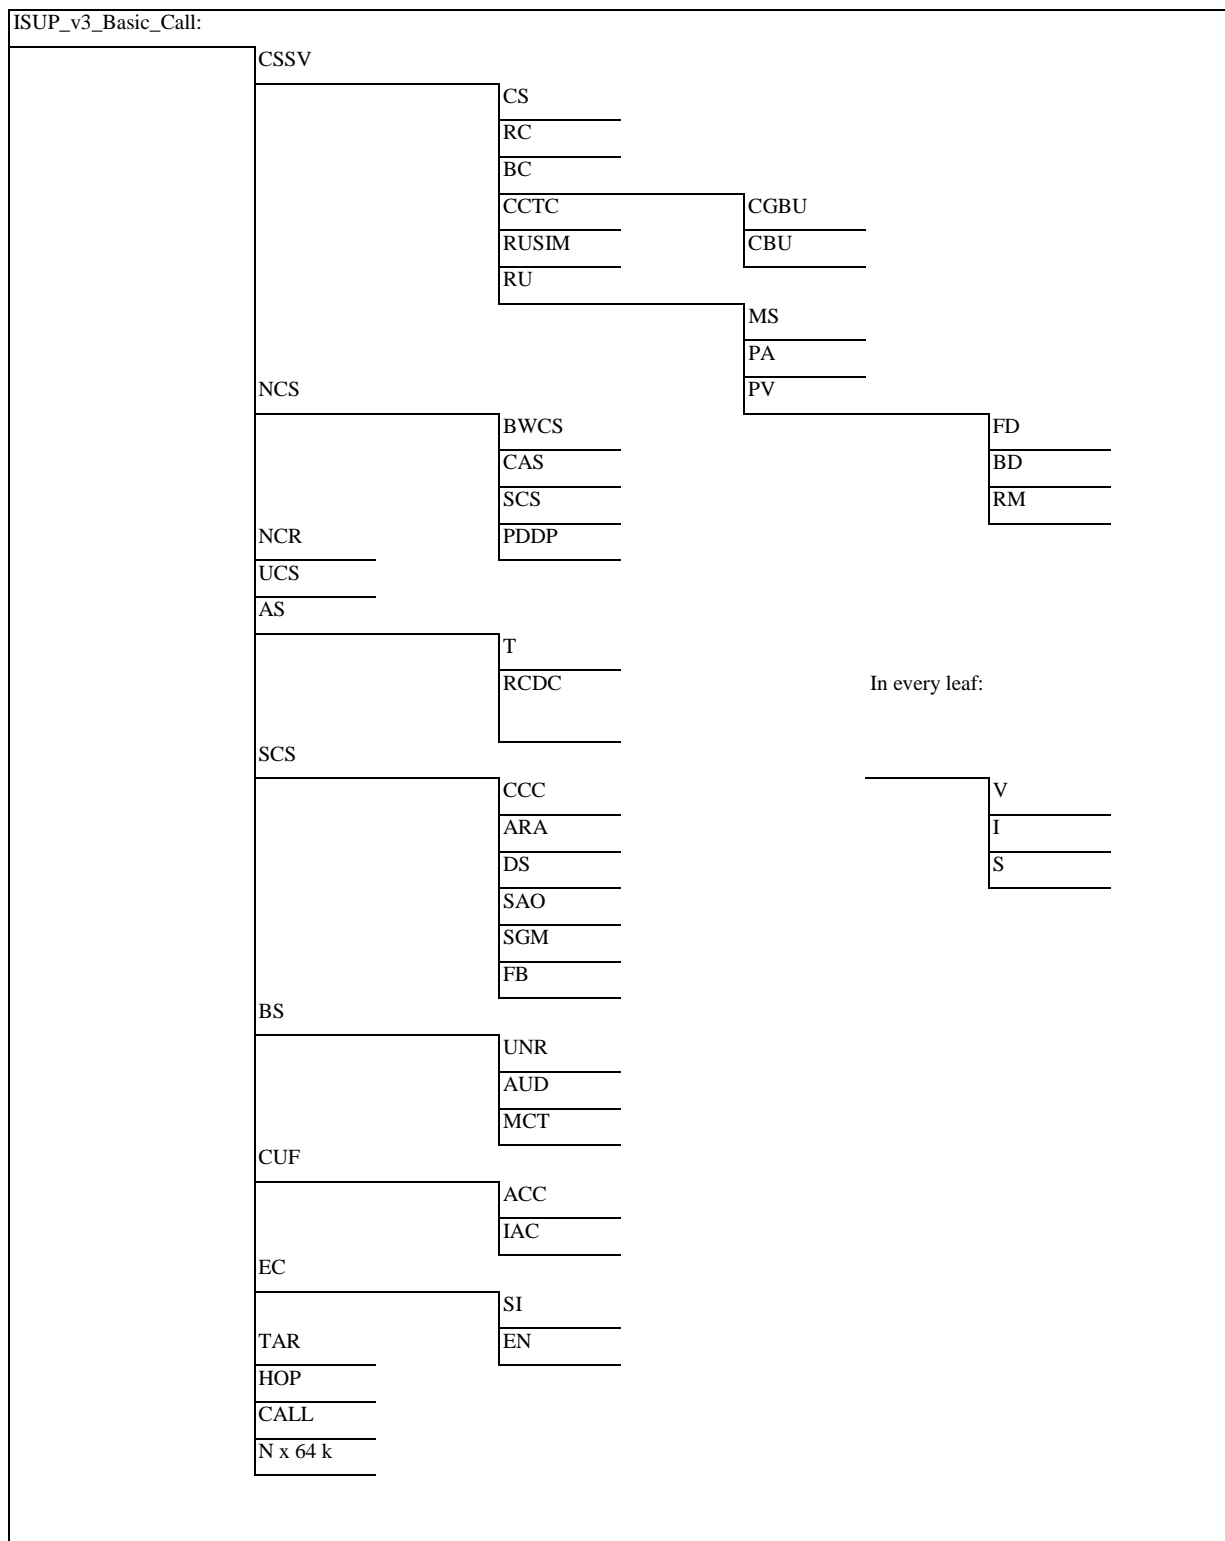 ISUP_v3_Basic_Call:
CSSV
CS
RC
BC
CCTC
CGBU
RUSIM
CBU
RU
MS
PA
NCS
PV
BWCS
FD
CAS
BD
SCS
RM
NCR
PDDP
UCS
AS
T
RCDC
In every leaf:
SCS
CCC
V
ARA
I
DS
S
SAO
SGM
FB
BS
UNR
AUD
MCT
CUF
ACC
IAC
EC
SI
TAR
EN
HOP
CALL
N x 64 k